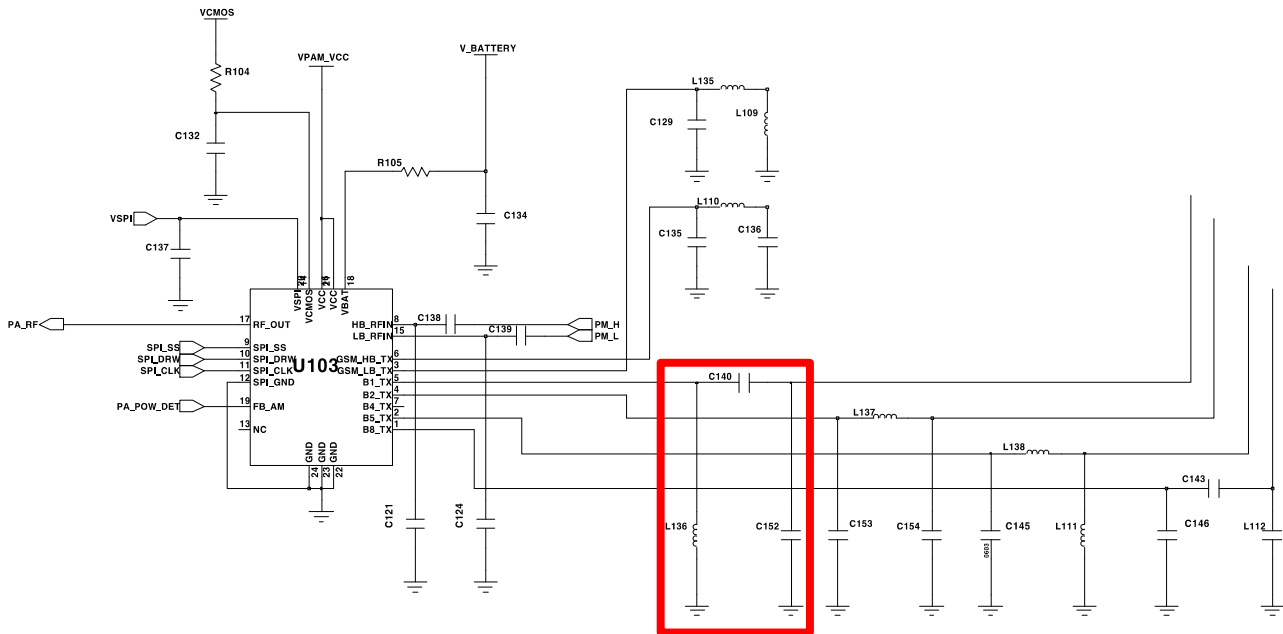 VCMOS
R104
C132
VPAM_VCC
V_BATTERY
R105
C134
VSPI
C137
L135
C129
L109
L110
C135
C136
18
VSPI
VCMOS
VCC
VCC
VBAT
PA_RF
17 RF_OUT
SPI_SS 9 SPI_SS
SPI_DRW 10 SPI_DRW
SPI_CLK 11 SPI_CLK
12 SPI_GND
PA_POW_DET 19 FB_AM
13 NC
U103
HB_RFIN 8 C138 PM_H
LB_RFIN 15 C139 PM_L
GSM_HB_TX 6
GSM_LB_TX 3
B1_TX 5 C140
B2_TX 4
B4_TX 7
B5_TX 2
B8_TX 1
GND GND GND
24 23 22
L137
L138
C143
C121
C124
L136
C152
C153
C154
C145
0603
L111
C146
L112